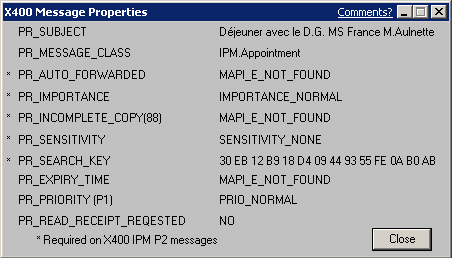 X400 Message Properties Comments?
PR_SUBJECT Déjeuner avec le D.G. MS France M.Aulnette
PR_MESSAGE_CLASS IPM.Appointment
* PR_AUTO_FORWARDED MAPI_E_NOT_FOUND
* PR_IMPORTANCE IMPORTANCE_NORMAL
* PR_INCOMPLETE_COPY(88) MAPI_E_NOT_FOUND
* PR_SENSITIVITY SENSITIVITY_NONE
* PR_SEARCH_KEY 30 EB 12 B9 18 D4 09 44 93 55 FE 0A B0 AB
PR_EXPIRY_TIME MAPI_E_NOT_FOUND
PR_PRIORITY (P1) PRIO_NORMAL
PR_READ_RECEIPT_REQESTED NO
* Required on X400 IPM P2 messages
Close